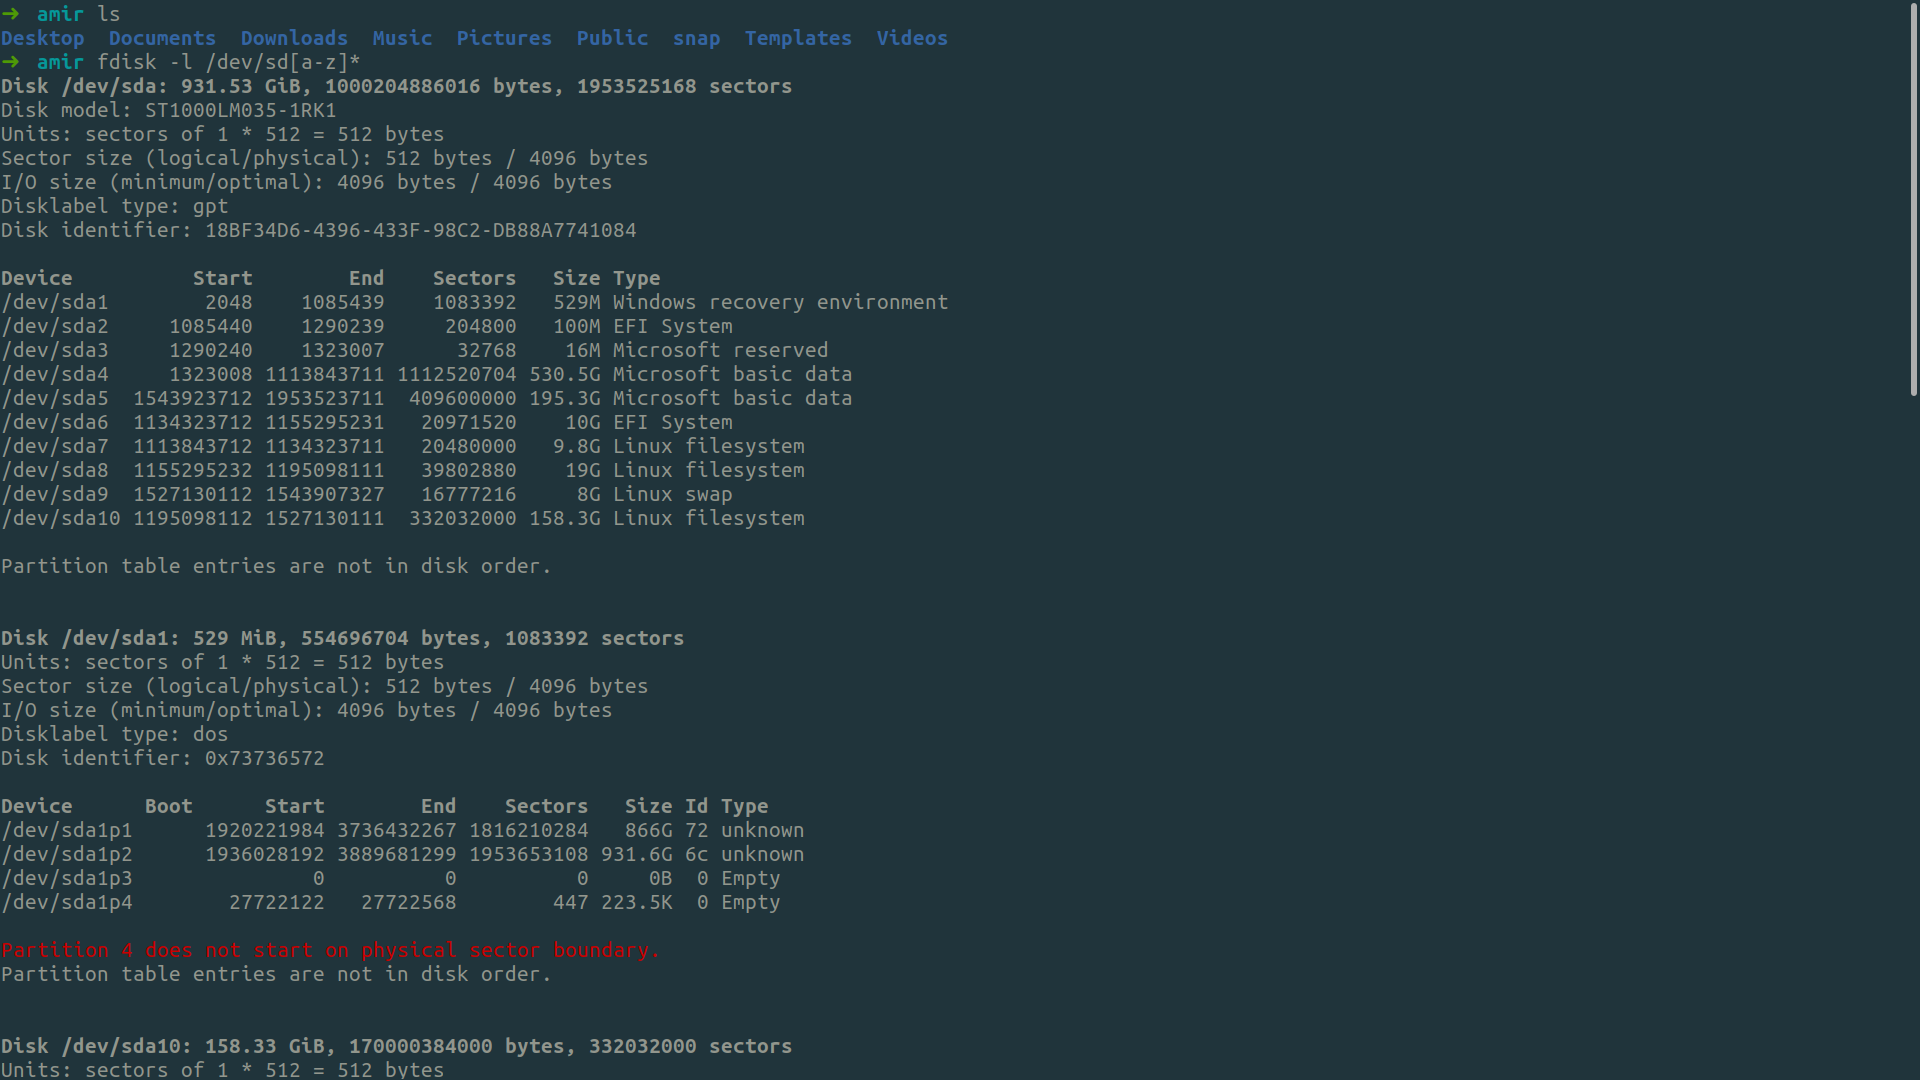 ➜  amir ls
Desktop  Documents  Downloads  Music  Pictures  Public  snap  Templates  Videos
➜  amir fdisk -l /dev/sd[a-z]*
Disk /dev/sda: 931.53 GiB, 1000204886016 bytes, 1953525168 sectors
Disk model: ST1000LM035-1RK1
Units: sectors of 1 * 512 = 512 bytes
Sector size (logical/physical): 512 bytes / 4096 bytes
I/O size (minimum/optimal): 4096 bytes / 4096 bytes
Disklabel type: gpt
Disk identifier: 18BF34D6-4396-433F-98C2-DB88A7741084
Device          Start        End    Sectors   Size Type
/dev/sda1        2048    1085439    1083392   529M Windows recovery environment
/dev/sda2     1085440    1290239     204800   100M EFI System
/dev/sda3     1290240    1323007      32768    16M Microsoft reserved
/dev/sda4     1323008 1113843711 1112520704 530.5G Microsoft basic data
/dev/sda5  1543923712 1953523711  409600000 195.3G Microsoft basic data
/dev/sda6  1134323712 1155295231   20971520    10G EFI System
/dev/sda7  1113843712 1134323711   20480000   9.8G Linux filesystem
/dev/sda8  1155295232 1195098111   39802880    19G Linux filesystem
/dev/sda9  1527130112 1543907327   16777216     8G Linux swap
/dev/sda10 1195098112 1527130111  332032000 158.3G Linux filesystem
Partition table entries are not in disk order.
Disk /dev/sda1: 529 MiB, 554696704 bytes, 1083392 sectors
Units: sectors of 1 * 512 = 512 bytes
Sector size (logical/physical): 512 bytes / 4096 bytes
I/O size (minimum/optimal): 4096 bytes / 4096 bytes
Disklabel type: dos
Disk identifier: 0x73736572
Device      Boot      Start        End    Sectors   Size Id Type
/dev/sda1p1      1920221984 3736432267 1816210284   866G 72 unknown
/dev/sda1p2      1936028192 3889681299 1953653108 931.6G 6c unknown
/dev/sda1p3               0          0          0     0B  0 Empty
/dev/sda1p4        27722122   27722568        447 223.5K  0 Empty
Partition 4 does not start on physical sector boundary.
Partition table entries are not in disk order.
Disk /dev/sda10: 158.33 GiB, 170000384000 bytes, 332032000 sectors
Units: sectors of 1 * 512 = 512 bytes